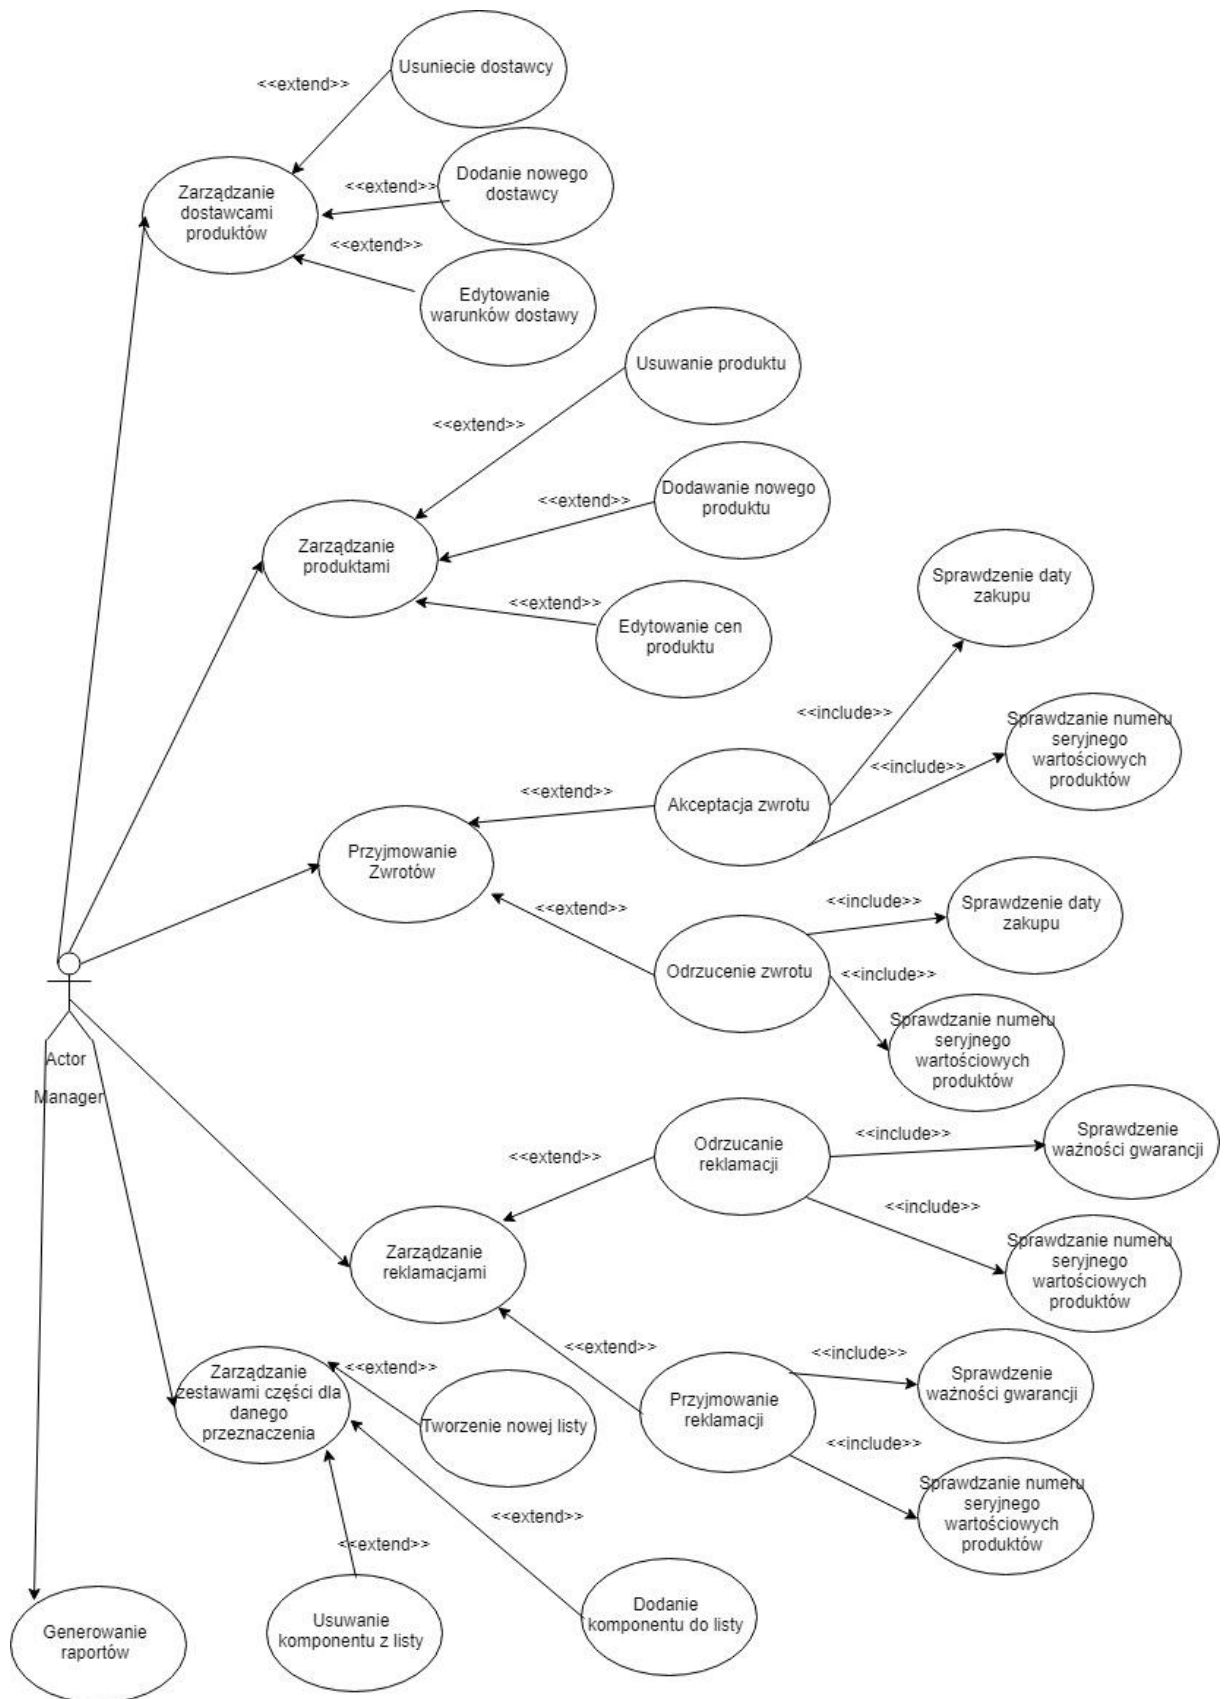 Usuniecie dostawcy
<<extend>>
Dodanie nowego
dostawcy
<<extend>>
Zarządzanie
dostawcami
produktów
<<extend>>
Edytowanie
warunków dostawy
Usuwanie produktu
<<extend>>
Dodawanie nowego
produktu
<<extend>>
Zarządzanie
produktami
<<extend>>
Edytowanie cen
produktu
Sprawdzenie daty
zakupu
<<include>>
Sprawdzanie numeru
seryjnego
wartościowych
produktów
<<include>>
<<extend>>
Akceptacja zwrotu
Przyjmowanie
Zwrotów
<<extend>>
<<include>>
Sprawdzenie daty
zakupu
Odrzucenie zwrotu
<<include>>
Sprawdzanie numeru
seryjnego
wartościowych
produktów
Actor
Manager
Odrzucanie
reklamacji
<<include>>
Sprawdzenie
ważności gwarancji
<<extend>>
<<include>>
Sprawdzanie numeru
seryjnego
wartościowych
produktów
Zarządzanie
reklamacjami
<<extend>>
<<include>>
Sprawdzenie
ważności gwarancji
Zarządzanie
zestawami części dla
danego
przeznaczenia
<<extend>>
Tworzenie nowej listy
Przyjmowanie
reklamacji
<<include>>
Sprawdzanie numeru
seryjnego
wartościowych
produktów
<<extend>>
<<extend>>
Generowanie
raportów
Usuwanie
komponentu z listy
Dodanie
komponentu do listy